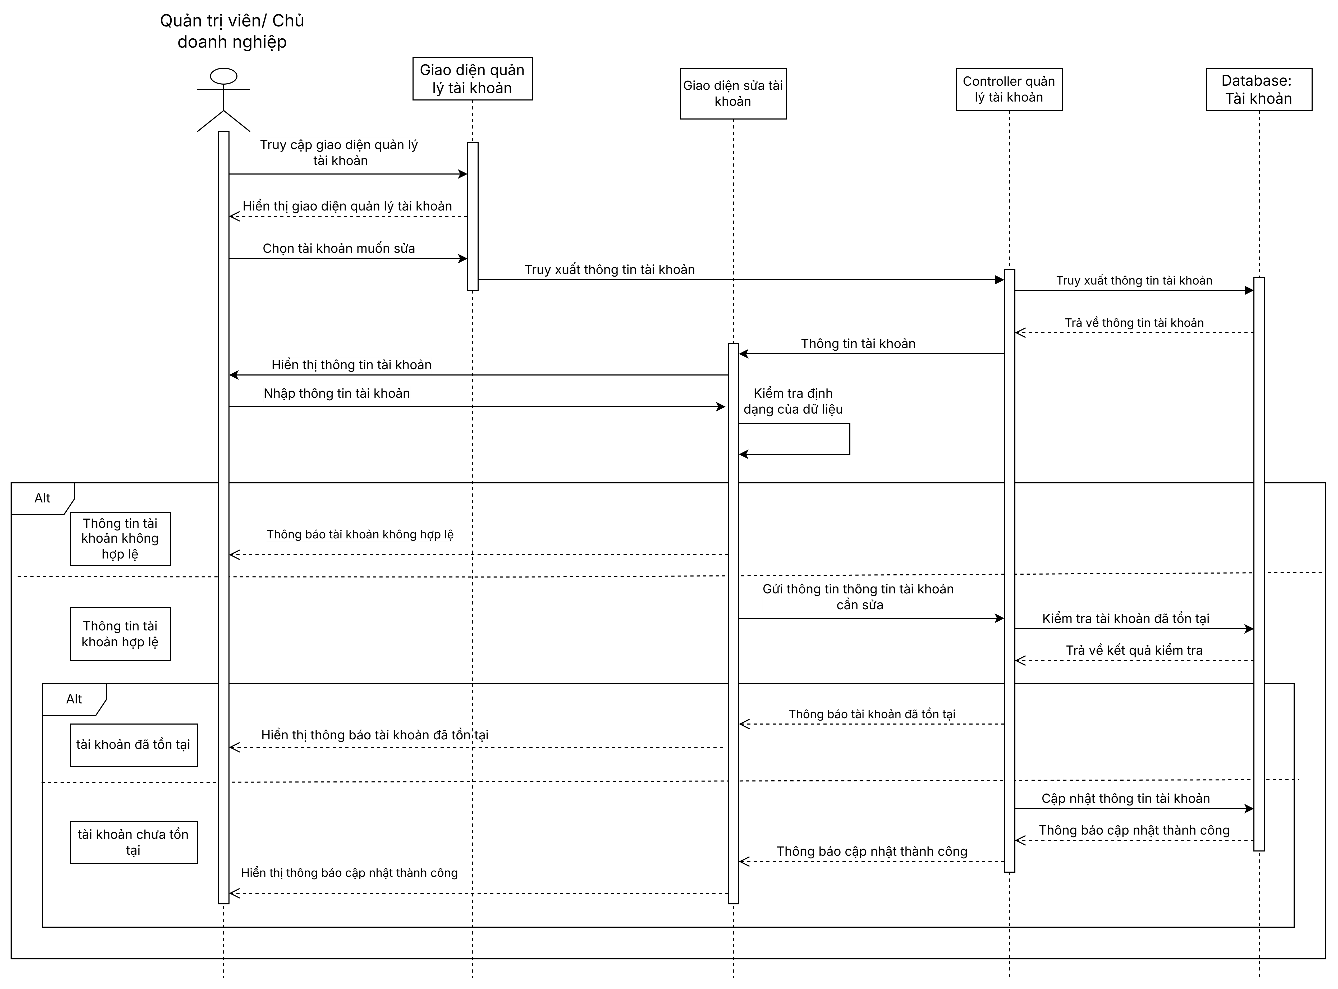 Quản trị viên/ Chủ
doanh nghiệp
Giao diện quản
lý tài khoản
Giao diện sửa tài
khoản
Controller quản
lý tài khoản
Database:
Tài khoản
Truy cập giao diện quản lý
tài khoản
Hiển thị giao diện quản lý tài khoản
Chọn tài khoản muốn sửa
Truy xuất thông tin tài khoản
Truy xuất thông tin tài khoản
Trả về thông tin tài khoản
Thông tin tài khoản
Hiển thị thông tin tài khoản
Nhập thông tin tài khoản
Kiểm tra định
dạng của dữ liệu
Alt
Thông tin tài
khoản không
hợp lệ
Thông báo tài khoản không hợp lệ
Gửi thông tin thông tin tài khoản
cần sửa
Thông tin tài
khoản hợp lệ
Kiểm tra tài khoản đã tồn tại
Trả về kết quả kiểm tra
Alt
Thông báo tài khoản đã tồn tại
tài khoản đã tồn tại
Hiển thị thông báo tài khoản đã tồn tại
Cập nhật thông tin tài khoản
tài khoản chưa tồn
tại
Thông báo cập nhật thành công
Thông báo cập nhật thành công
Hiển thị thông báo cập nhật thành công